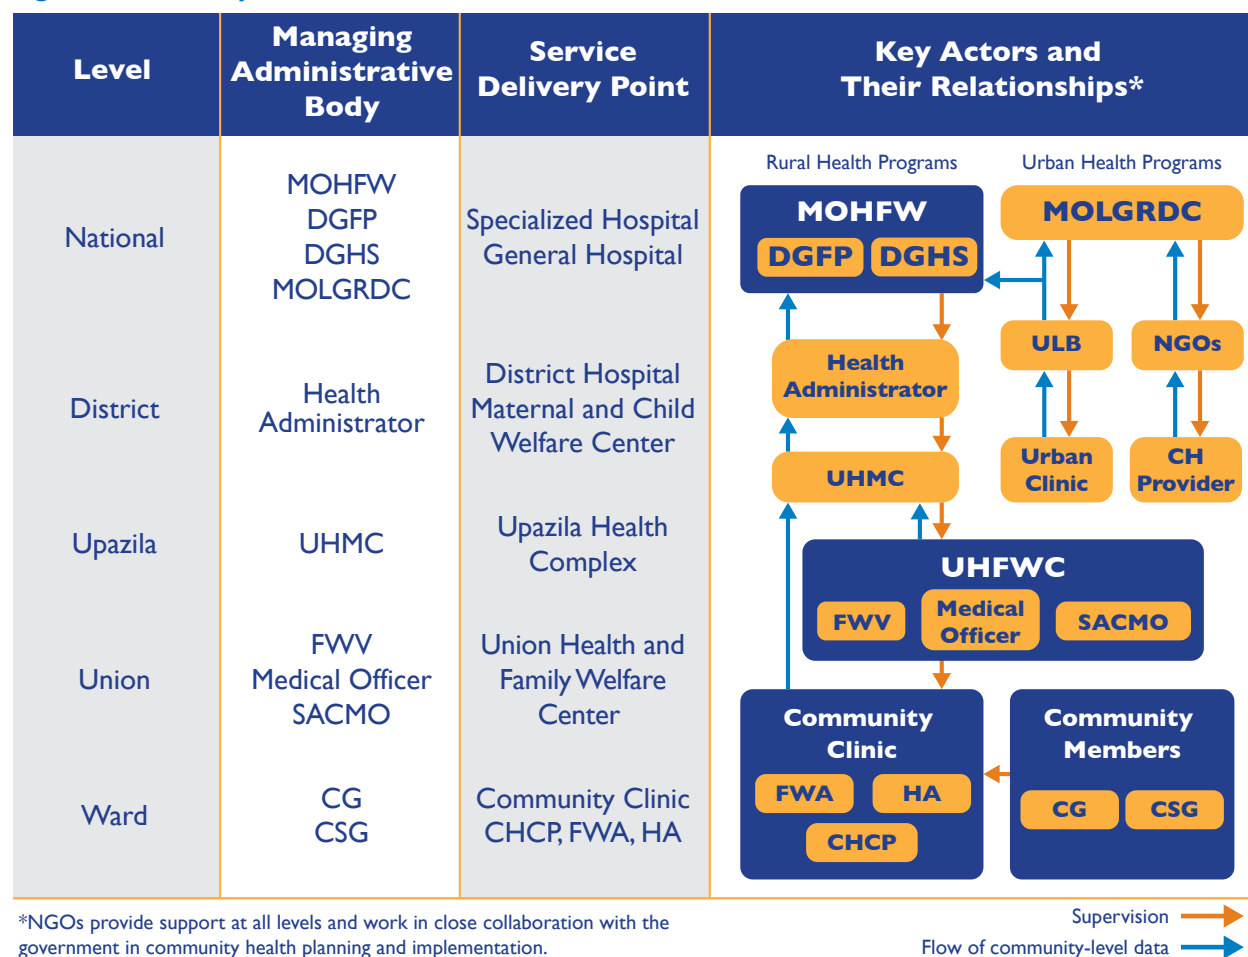 Level
Managing
Administrative
Body
Service
Delivery Point
Key Actors and
Their Relationships*
National
MOHFW
DGFP
DGHS
MOLGRDC
Specialized Hospital
General Hospital
District
Health
Administrator
District Hospital
Maternal and Child
Welfare Center
Upazila
UHMC
Upazila Health
Complex
Union
FWV
Medical Officer
SACMO
Union Health and
Family Welfare
Center
Ward
CG
CSG
Community Clinic
CHCP, FWA, HA
Rural Health Programs
Urban Health Programs
MOHFW
DGFP
DGHS
MOLGRDC
Health
Administrator
ULB
NGOs
UHMC
Urban
Clinic
CH
Provider
UHFWC
FWV
Medical
Officer
SACMO
Community
Clinic
FWA
HA
CHCP
Community
Members
CG
CSG
*NGOs provide support at all levels and work in close collaboration with the
government in community health planning and implementation.
Supervision
Flow of community-level data